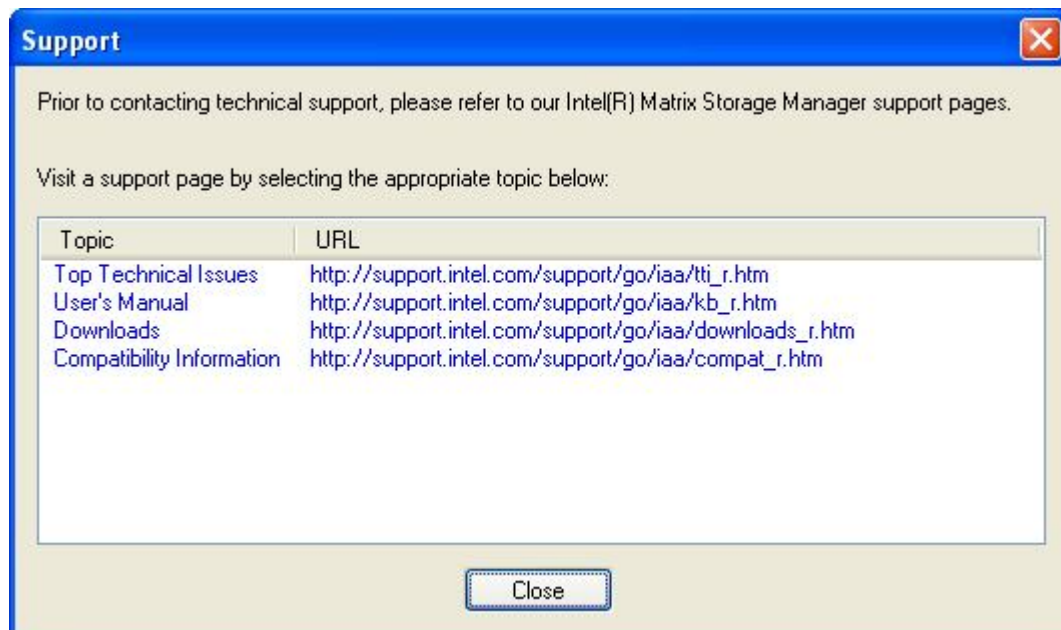 Support
Prior to contacting technical support, please refer to our Intel(R) Matrix Storage Manager support pages.
Visit a support page by selecting the appropriate topic below:
Topic URL
Top Technical Issues http://support.intel.com/support/go/iaa/tti_r.htm
User's Manual http://support.intel.com/support/go/iaa/kb_r.htm
Downloads http://support.intel.com/support/go/iaa/downloads_r.htm
Compatibility Information http://support.intel.com/support/go/iaa/compat_r.htm
Close